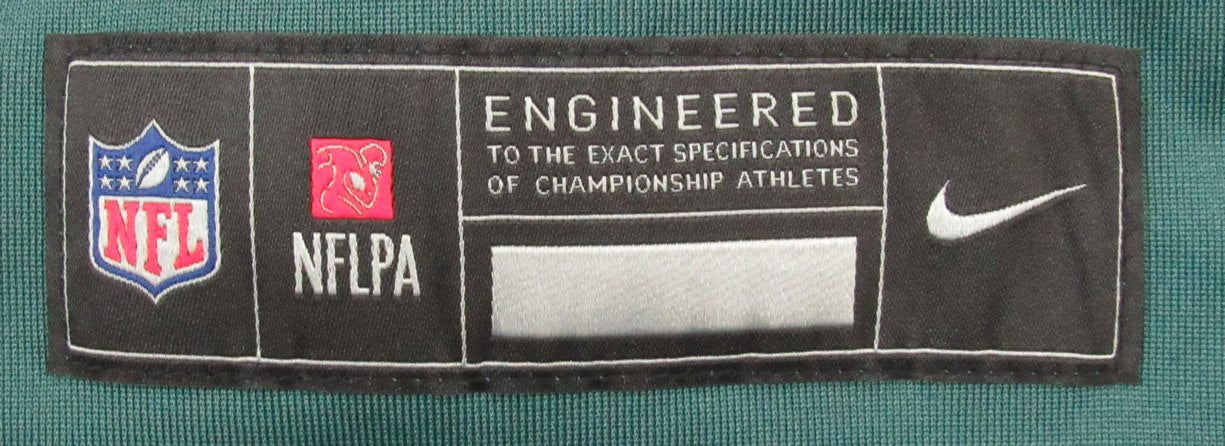 NFL
NFLPA
ENGINEERED
TO THE EXACT SPECIFICATIONS
OF CHAMPIONSHIP ATHLETES